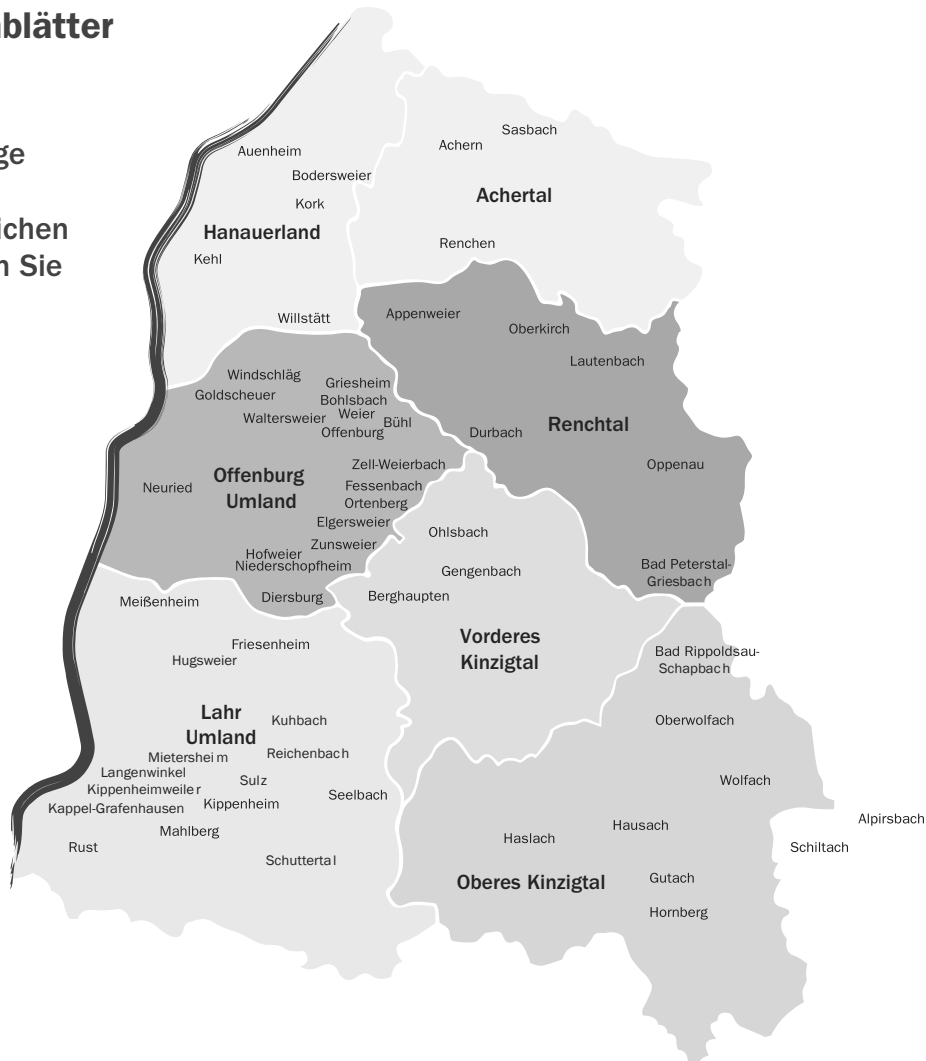 blätter
ge
ichen
n Sie
Auenheim
Bodersweier
Kork
Hanauerland
Kehl
Willstätt
Sasbach
Achern
Achertal
Renchen
Appenweier
Oberkirch
Lautenbach
Renchtal
Durbach
Oppenau
Bad Peterstal-
Griesbach
Windschläg
Griesheim
Goldscheuer
Bohlsbach
Weier
Waltersweier
Bühl
Offenburg
Zell-Weierbach
Offenburg
Umland
Neuried
Fessenbach
Ortenberg
Elgersweier
Zunsweier
Hofweier
Niederschopfheim
Diersburg
Ohlsbach
Gengenbach
Berghaupten
Vorderes
Kinzigtal
Meißenheim
Friesenheim
Hugsweier
Lahr
Umland
Kuhbach
Mietersheim
Reichenbach
Langenwinkel
Sulz
Kippenheimweiler
Seelbach
Kappel-Grafenhausen
Kippenheim
Mahlberg
Rust
Schuttertal
Bad Rippoldsau-
Schapbach
Oberwolfach
Wolfach
Alpirsbach
Hausach
Haslach
Schiltach
Oberes Kinzigtal
Gutach
Hornberg